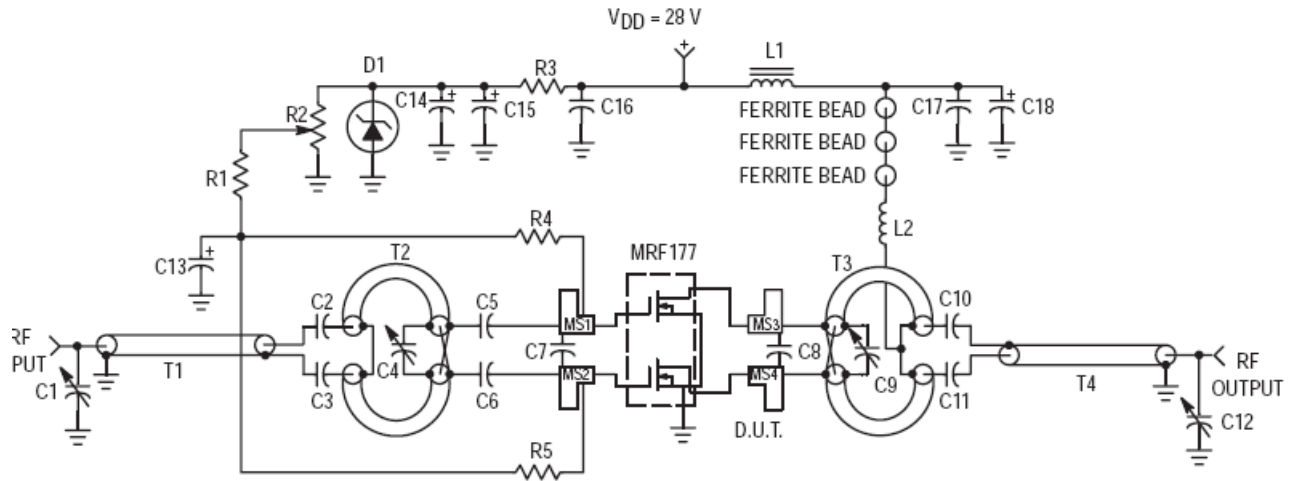 VDD = 28 V
+
D1
R3
L1
C14
+
+
C15
C16
C17
+
C18
R2
FERRITE BEAD
FERRITE BEAD
FERRITE BEAD
R1
R4
L2
MRF177
C13
+
T2
T3
C2
C5
C10
RF
PUT
MS1
MS3
C4
C7
C8
C9
RF
OUTPUT
T1
MS2
MS4
T4
C1
C3
C6
C11
C12
D.U.T.
R5